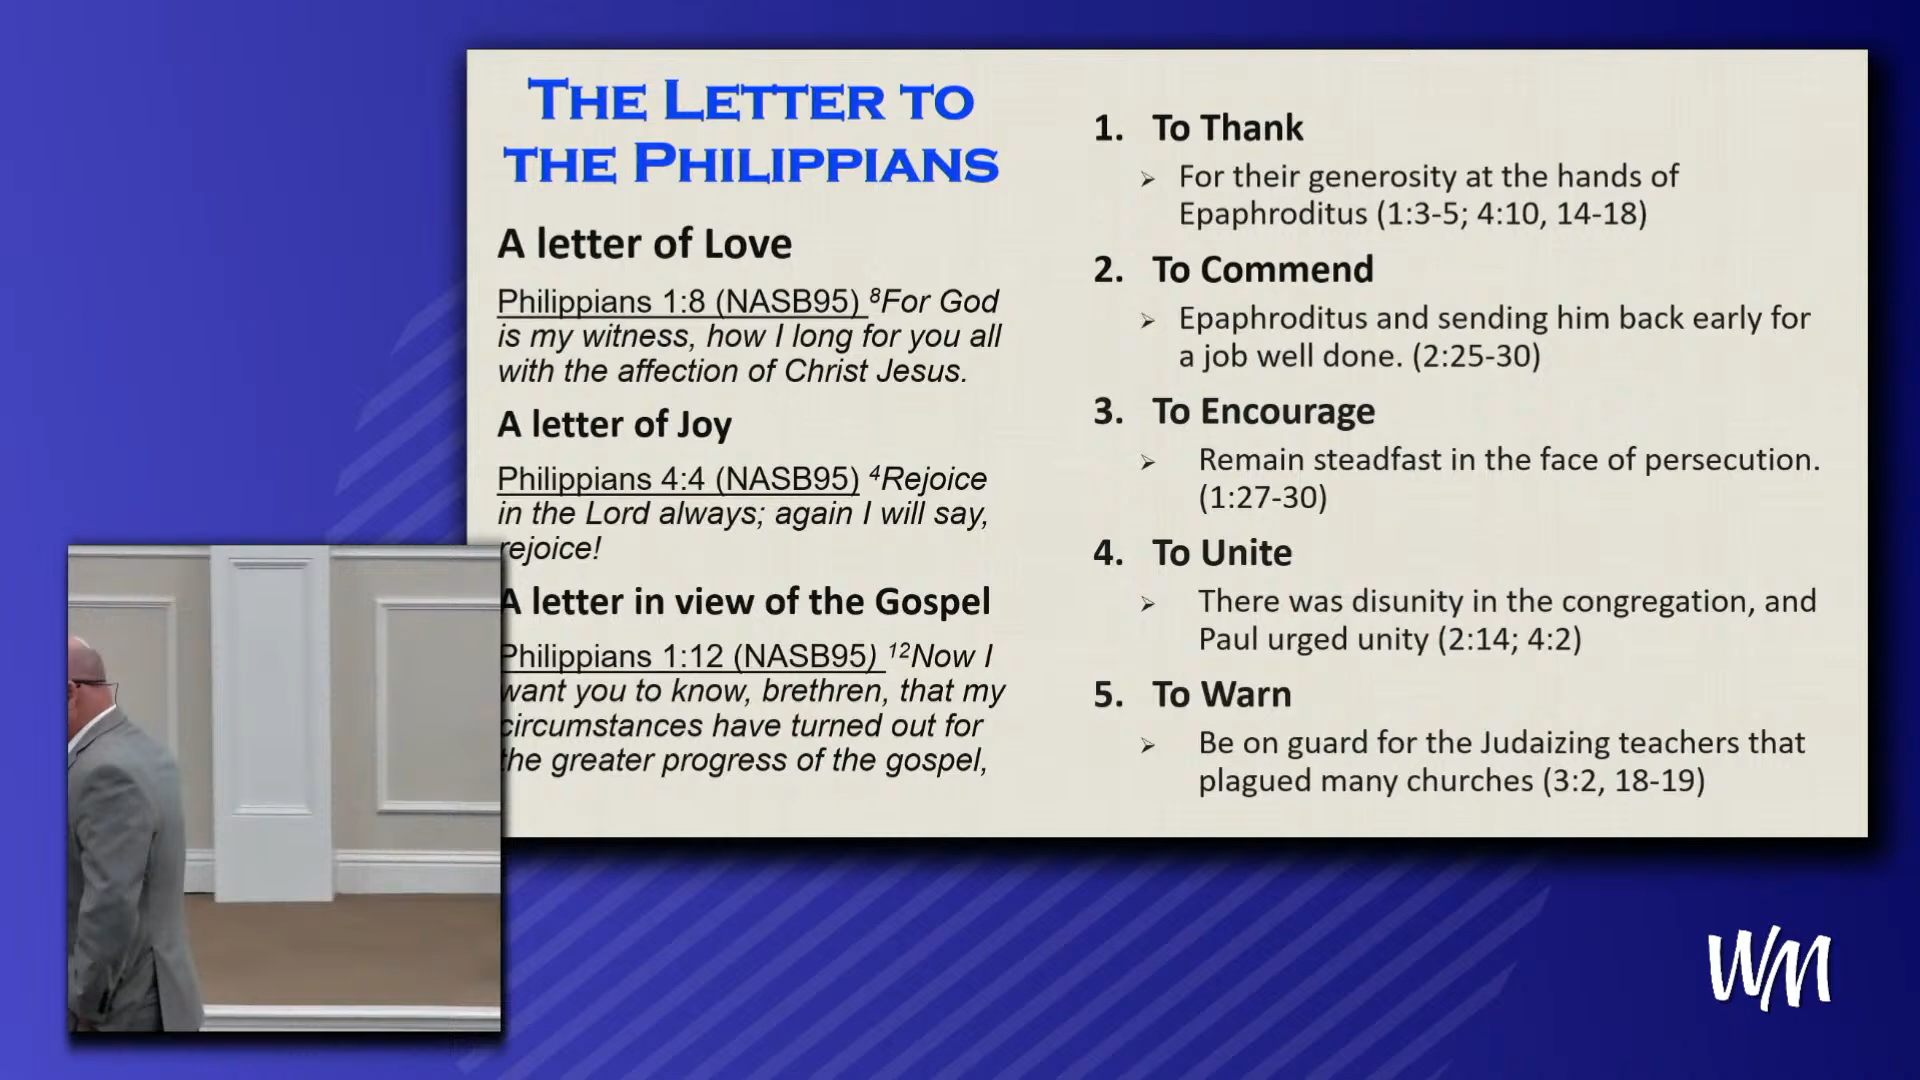 THE LETTER TO
THE PHILIPPIANS
A letter of Love
Philippians 1:8 (NASB95) ⁸For God
is my witness, how I long for you all
with the affection of Christ Jesus.
A letter of Joy
Philippians 4:4 (NASB95) ⁴Rejoice
in the Lord always; again I will say,
rejoice!
A letter in view of the Gospel
Philippians 1:12 (NASB95) ¹²Now I
want you to know, brethren, that my
circumstances have turned out for
the greater progress of the gospel,
1. To Thank
➢ For their generosity at the hands of
Epaphroditus (1:3-5; 4:10, 14-18)
2. To Commend
➢ Epaphroditus and sending him back early for
a job well done. (2:25-30)
3. To Encourage
➢ Remain steadfast in the face of persecution.
(1:27-30)
4. To Unite
➢ There was disunity in the congregation, and
Paul urged unity (2:14; 4:2)
5. To Warn
➢ Be on guard for the Judaizing teachers that
plagued many churches (3:2, 18-19)
WM